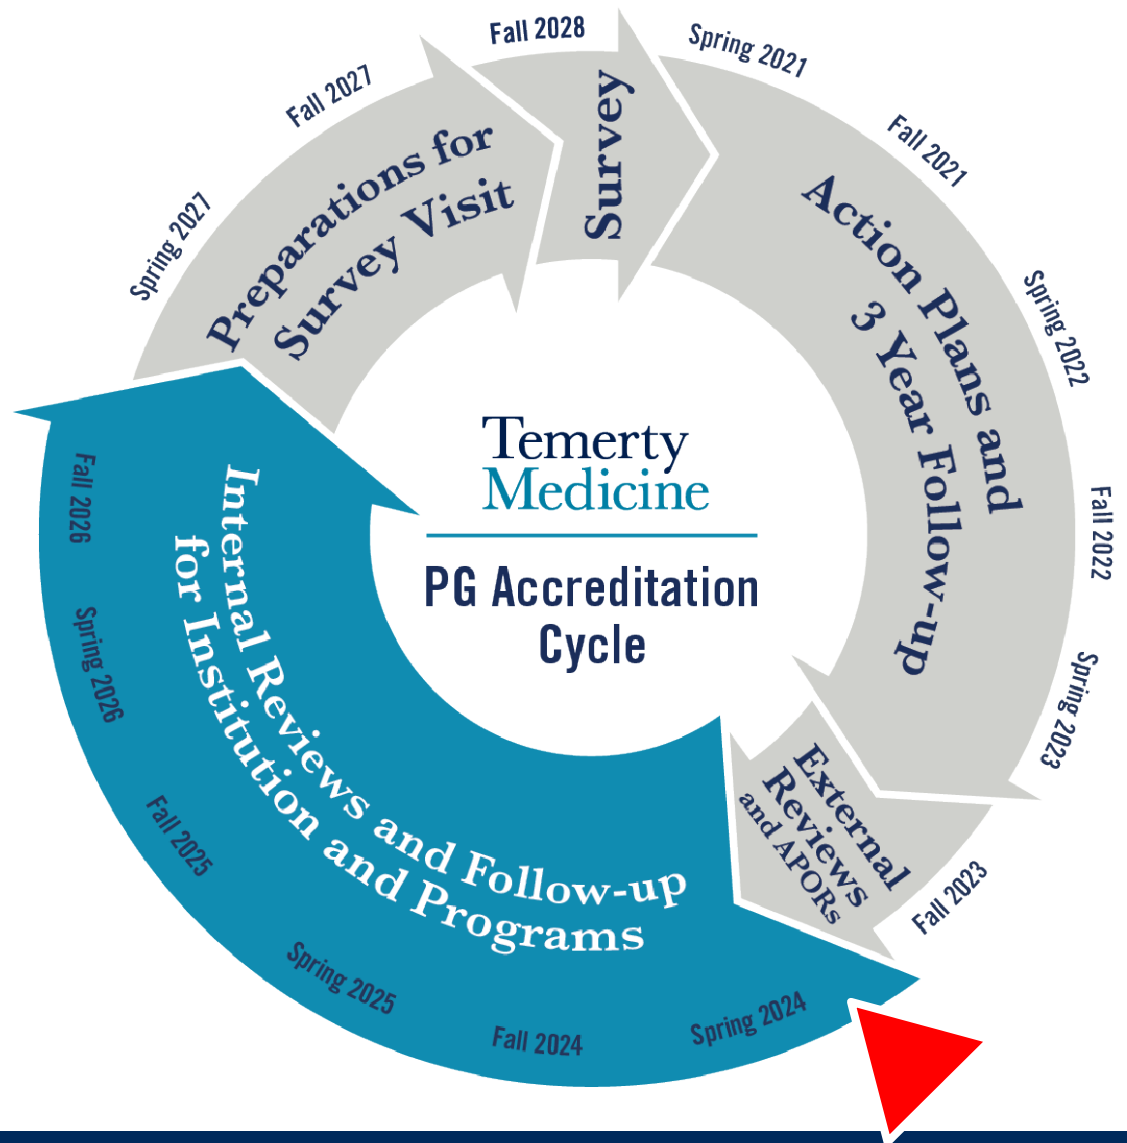 Fall 2028
Spring 2021
Fall 2021
Spring 2022
Fall 2022
Spring 2023
Fall 2023
Spring 2024
Fall 2024
Spring 2025
Fall 2025
Spring 2026
Fall 2026
Spring 2027
Fall 2027
Survey
Action Plans and
3 Year Follow-up
External
Reviews
and APORs
Internal Reviews and Follow-up
for Institution and Programs
Preparations for
Survey Visit
Temerty
Medicine
PG Accreditation
Cycle